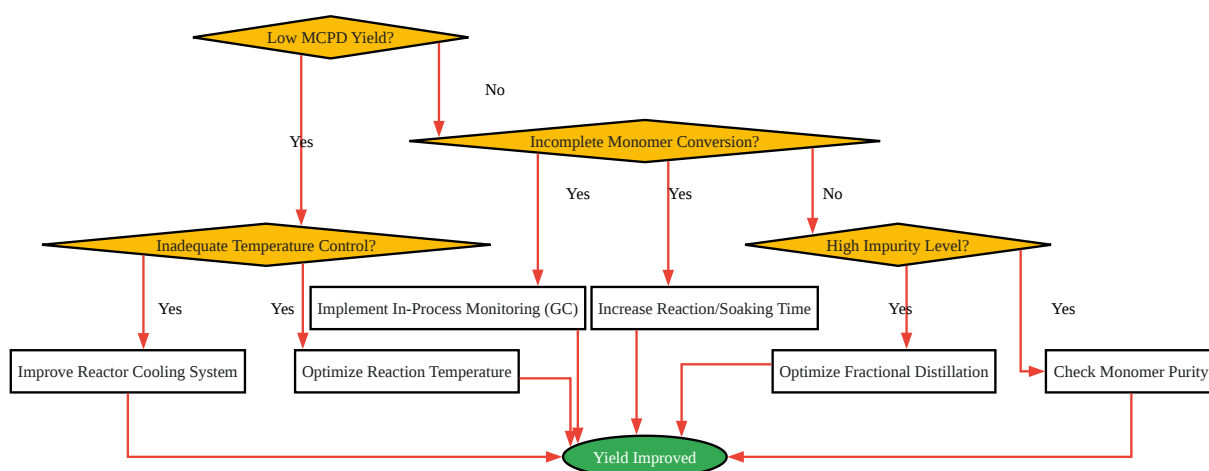 Low MCPD Yield?
No
Yes
Incomplete Monomer Conversion?
Yes
Yes
No
Inadequate Temperature Control?
High Impurity Level?
Yes
Yes
Implement In-Process Monitoring (GC)
Increase Reaction/Soaking Time
Yes
Yes
Improve Reactor Cooling System
Optimize Reaction Temperature
Optimize Fractional Distillation
Check Monomer Purity
Yield Improved